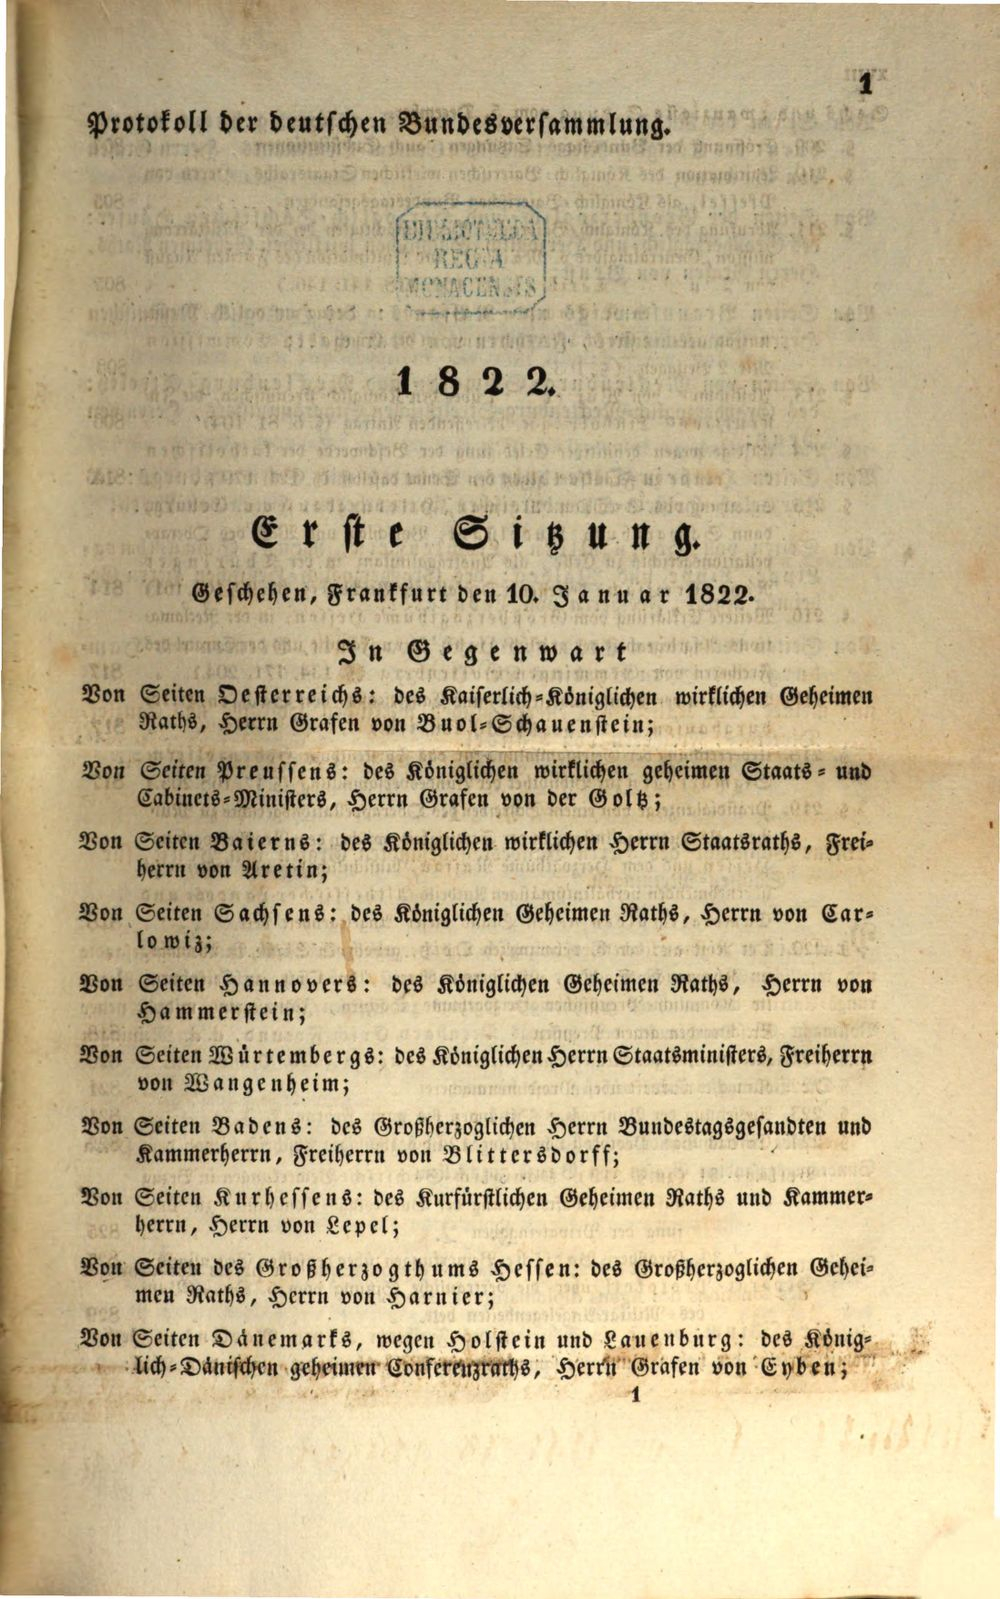 1
Protokoll der deutschen Bundesversammlung.
BIBLIOTHECA
REGIA
MONACENSIS
1822.
Erste Sitzung.
Geschehen, Frankfurt den 10. Januar 1822.
In Gegenwart
Von Seiten Oesterreichs: des Kaiserlich-Königlichen wirklichen Geheimen
Raths, Herrn Grafen von Buol-Schauenstein;
Von Seiten Preussens: des Königlichen wirklichen geheimen Staats- und
Cabinets-Ministers, Herrn Grafen von der Goltz;
Von Seiten Baierns: des Königlichen wirklichen Herrn Staatsraths, Frei-
herrn von Aretin;
Von Seiten Sachsens: des Königlichen Geheimen Raths, Herrn von Car-
lowiz;
Von Seiten Hannovers: des Königlichen Geheimen Raths, Herrn von
Hammerstein;
Von Seiten Würtembergs: des Königlichen Herrn Staatsministers, Freiherrn
von Wangenheim;
Von Seiten Badens: des Großherzoglichen Herrn Bundestagsgesandten und
Kammerherrn, Freiherrn von Blittersdorff;
Von Seiten Kurhessens: des Kurfürstlichen Geheimen Raths und Kammer-
herrn, Herrn von Lepel;
Von Seiten des Großherzogthums Hessen: des Großherzoglichen Gehei-
men Raths, Herrn von Harnier;
Von Seiten Dänemarks, wegen Holstein und Lauenburg: des König-
lich-Dänischen geheimen Conferenzraths, Herrn Grafen von Eyben;
1